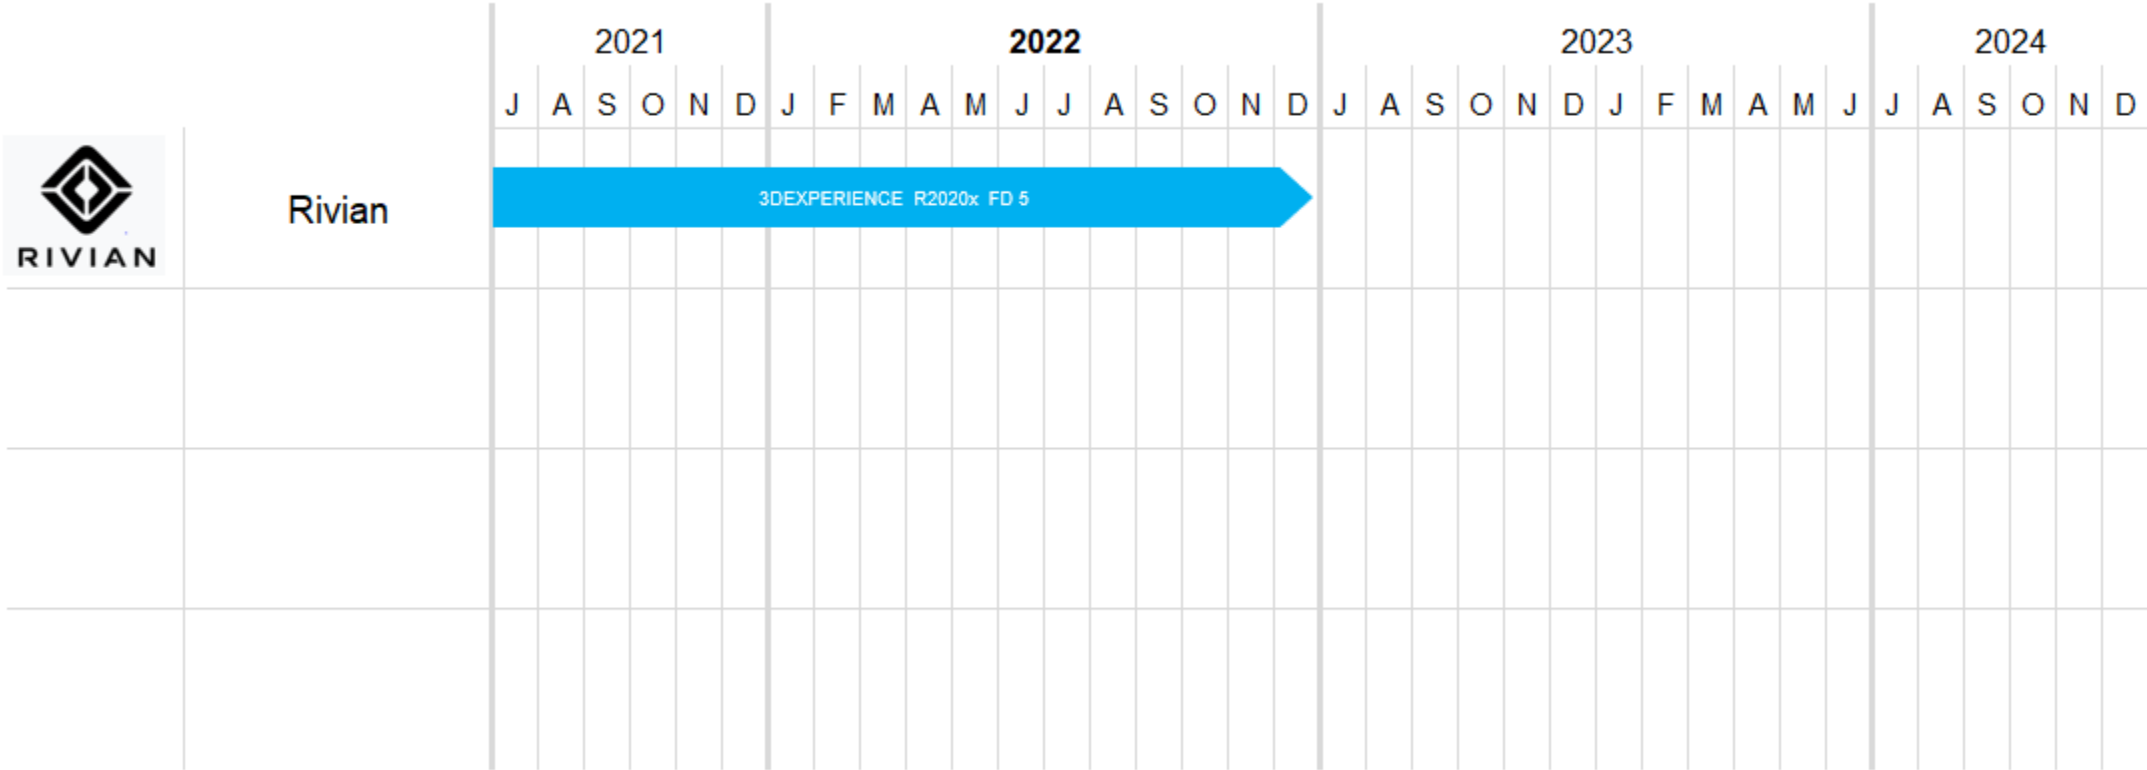 2021 2022 2023 2024
J A S O N D J F M A M J J A S O N D J A S O N D J F M A M J J A S O N D
Rivian 3DEXPERIENCE R2020x FD 5
RIVIAN